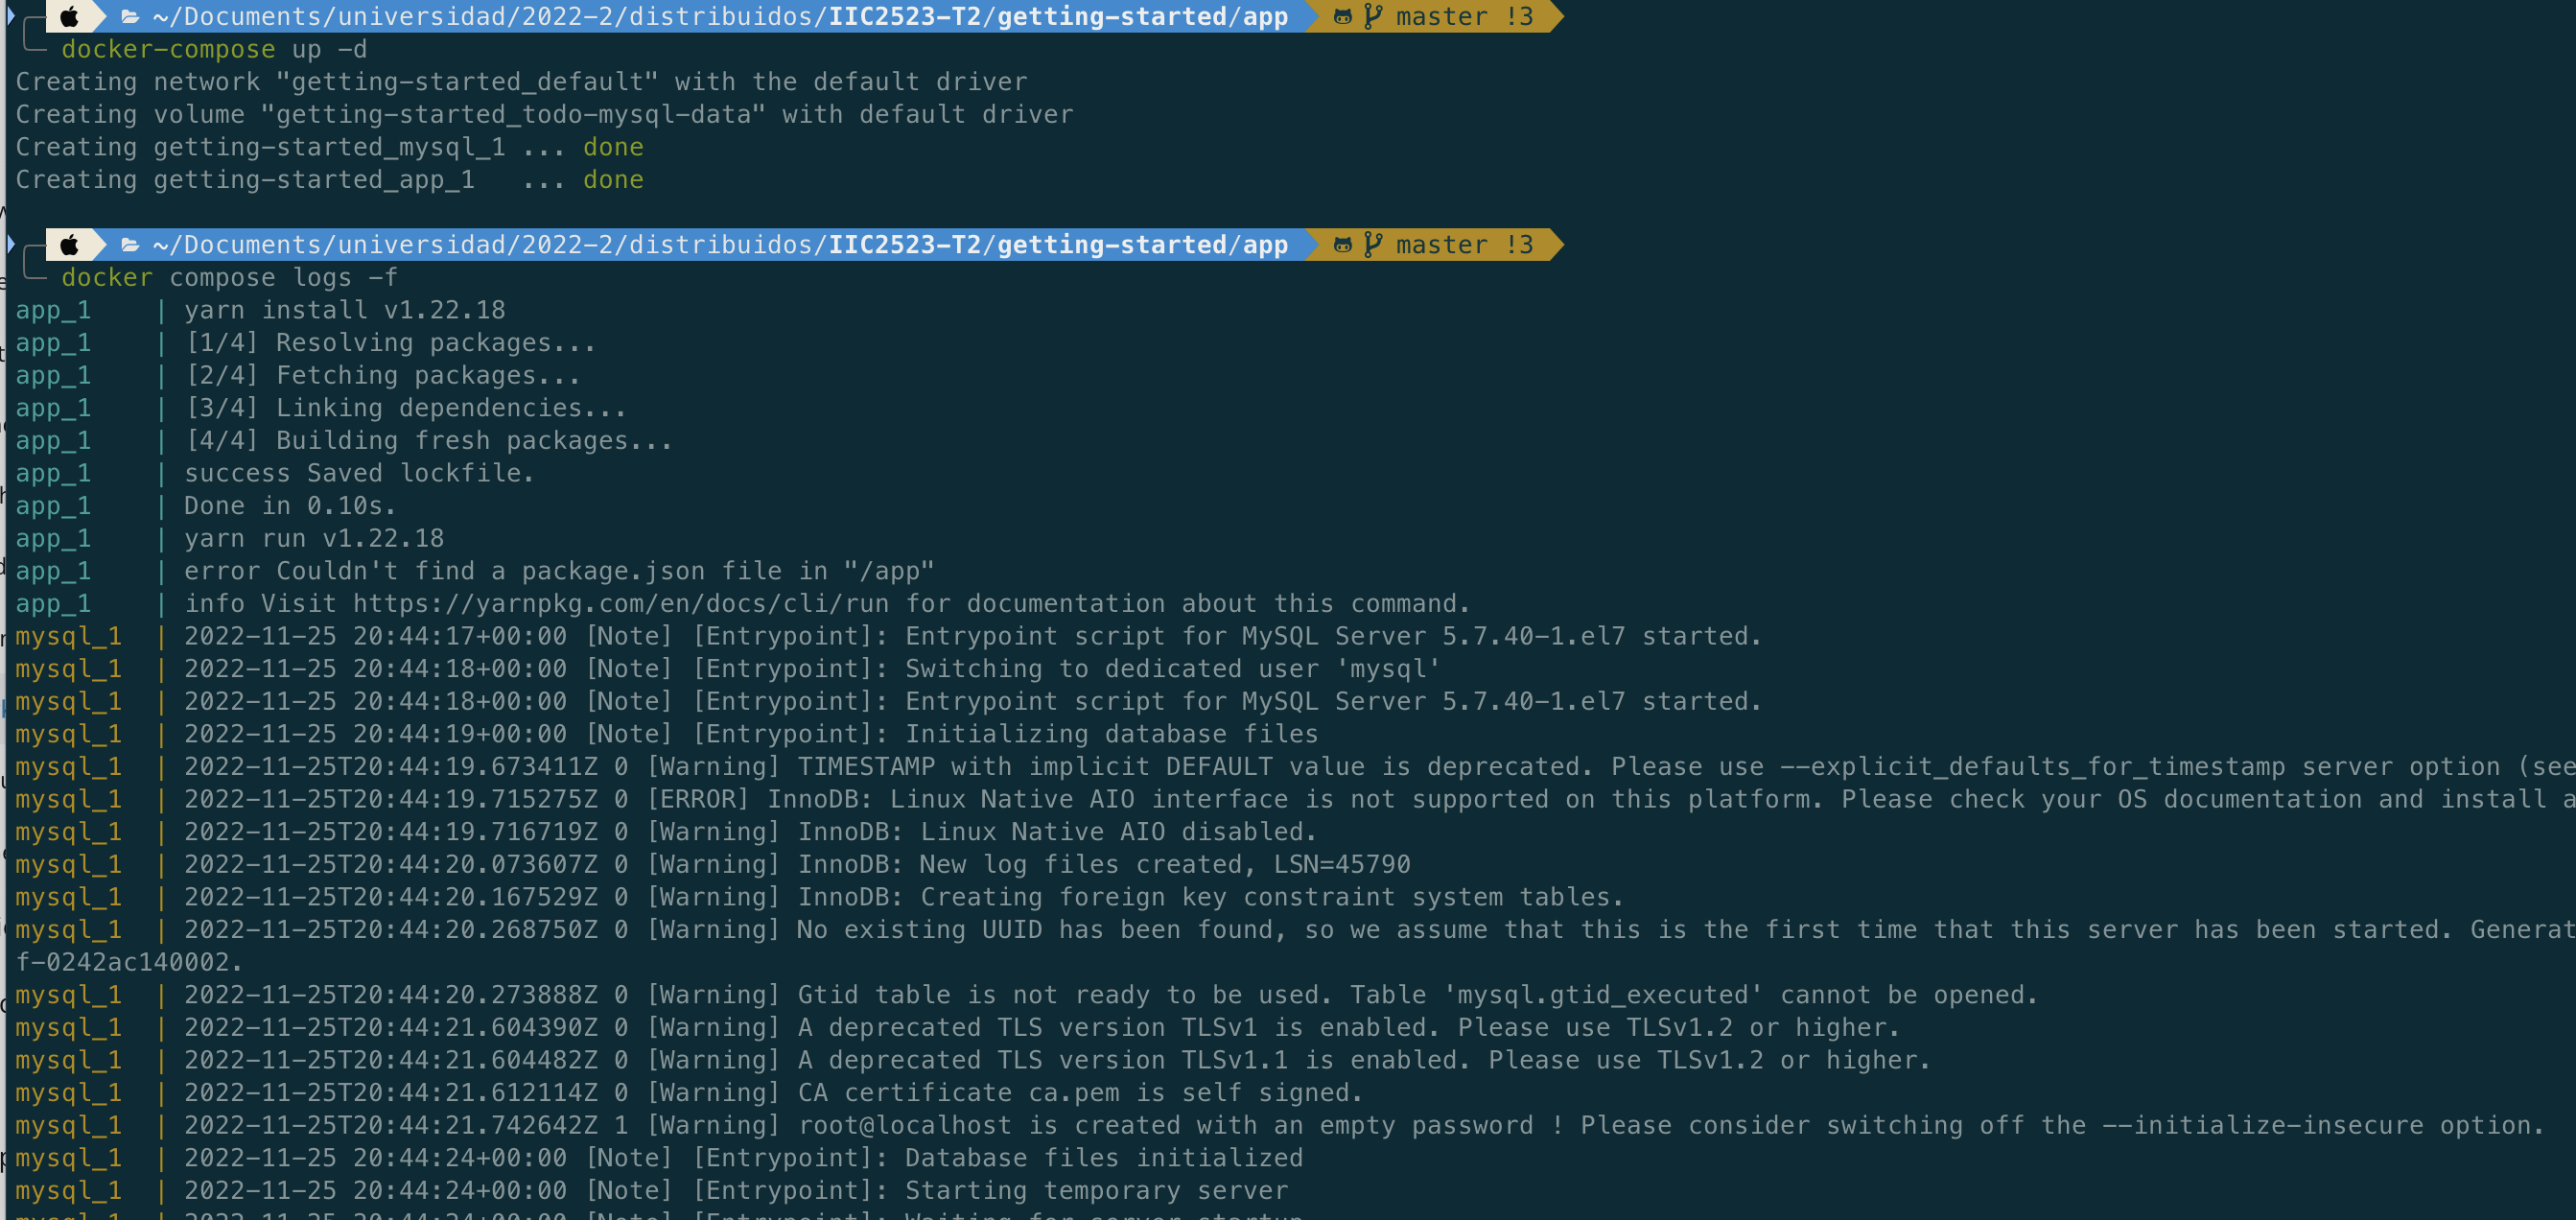 ~/Documents/universidad/2022-2/distribuidos/IIC2523-T2/getting-started/app master !3
docker-compose up -d
Creating network "getting-started_default" with the default driver
Creating volume "getting-started_todo-mysql-data" with default driver
Creating getting-started_mysql_1 ... done
Creating getting-started_app_1   ... done
~/Documents/universidad/2022-2/distribuidos/IIC2523-T2/getting-started/app master !3
docker compose logs -f
app_1    | yarn install v1.22.18
app_1    | [1/4] Resolving packages...
app_1    | [2/4] Fetching packages...
app_1    | [3/4] Linking dependencies...
app_1    | [4/4] Building fresh packages...
app_1    | success Saved lockfile.
app_1    | Done in 0.10s.
app_1    | yarn run v1.22.18
app_1    | error Couldn't find a package.json file in "/app"
app_1    | info Visit https://yarnpkg.com/en/docs/cli/run for documentation about this command.
mysql_1  | 2022-11-25 20:44:17+00:00 [Note] [Entrypoint]: Entrypoint script for MySQL Server 5.7.40-1.el7 started.
mysql_1  | 2022-11-25 20:44:18+00:00 [Note] [Entrypoint]: Switching to dedicated user 'mysql'
mysql_1  | 2022-11-25 20:44:18+00:00 [Note] [Entrypoint]: Entrypoint script for MySQL Server 5.7.40-1.el7 started.
mysql_1  | 2022-11-25 20:44:19+00:00 [Note] [Entrypoint]: Initializing database files
mysql_1  | 2022-11-25T20:44:19.673411Z 0 [Warning] TIMESTAMP with implicit DEFAULT value is deprecated. Please use --explicit_defaults_for_timestamp server option (see
mysql_1  | 2022-11-25T20:44:19.715275Z 0 [ERROR] InnoDB: Linux Native AIO interface is not supported on this platform. Please check your OS documentation and install a
mysql_1  | 2022-11-25T20:44:19.716719Z 0 [Warning] InnoDB: Linux Native AIO disabled.
mysql_1  | 2022-11-25T20:44:20.073607Z 0 [Warning] InnoDB: New log files created, LSN=45790
mysql_1  | 2022-11-25T20:44:20.167529Z 0 [Warning] InnoDB: Creating foreign key constraint system tables.
mysql_1  | 2022-11-25T20:44:20.268750Z 0 [Warning] No existing UUID has been found, so we assume that this is the first time that this server has been started. Generat
f-0242ac140002.
mysql_1  | 2022-11-25T20:44:20.273888Z 0 [Warning] Gtid table is not ready to be used. Table 'mysql.gtid_executed' cannot be opened.
mysql_1  | 2022-11-25T20:44:21.604390Z 0 [Warning] A deprecated TLS version TLSv1 is enabled. Please use TLSv1.2 or higher.
mysql_1  | 2022-11-25T20:44:21.604482Z 0 [Warning] A deprecated TLS version TLSv1.1 is enabled. Please use TLSv1.2 or higher.
mysql_1  | 2022-11-25T20:44:21.612114Z 0 [Warning] CA certificate ca.pem is self signed.
mysql_1  | 2022-11-25T20:44:21.742642Z 1 [Warning] root@localhost is created with an empty password ! Please consider switching off the --initialize-insecure option.
mysql_1  | 2022-11-25 20:44:24+00:00 [Note] [Entrypoint]: Database files initialized
mysql_1  | 2022-11-25 20:44:24+00:00 [Note] [Entrypoint]: Starting temporary server
mysql_1  | 2022-11-25 20:44:24+00:00 [Note] [Entrypoint]: Waiting for server startup